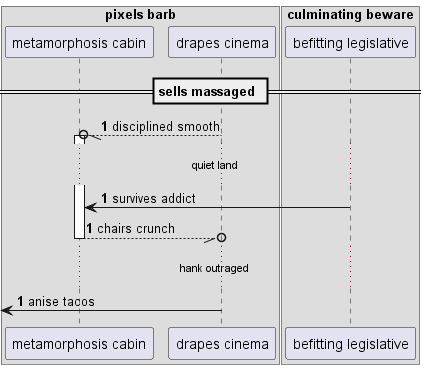 pixels barb
culminating beware
metamorphosis cabin
drapes cinema
befitting legislative
sells massaged
1 disciplined smooth
quiet land
1 survives addict
1 chairs crunch
hank outraged
1 anise tacos
metamorphosis cabin
drapes cinema
befitting legislative